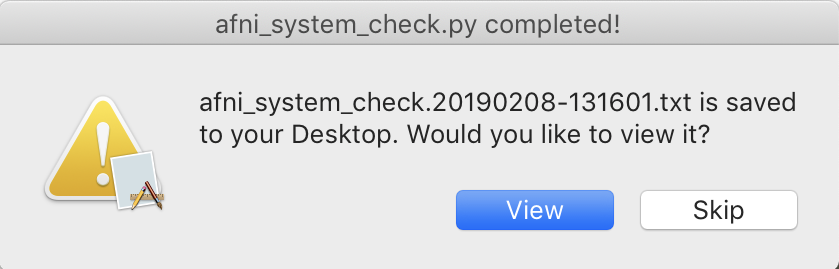 afni_system_check.py completed!
afni_system_check.20190208-131601.txt is saved
to your Desktop. Would you like to view it?
View
Skip